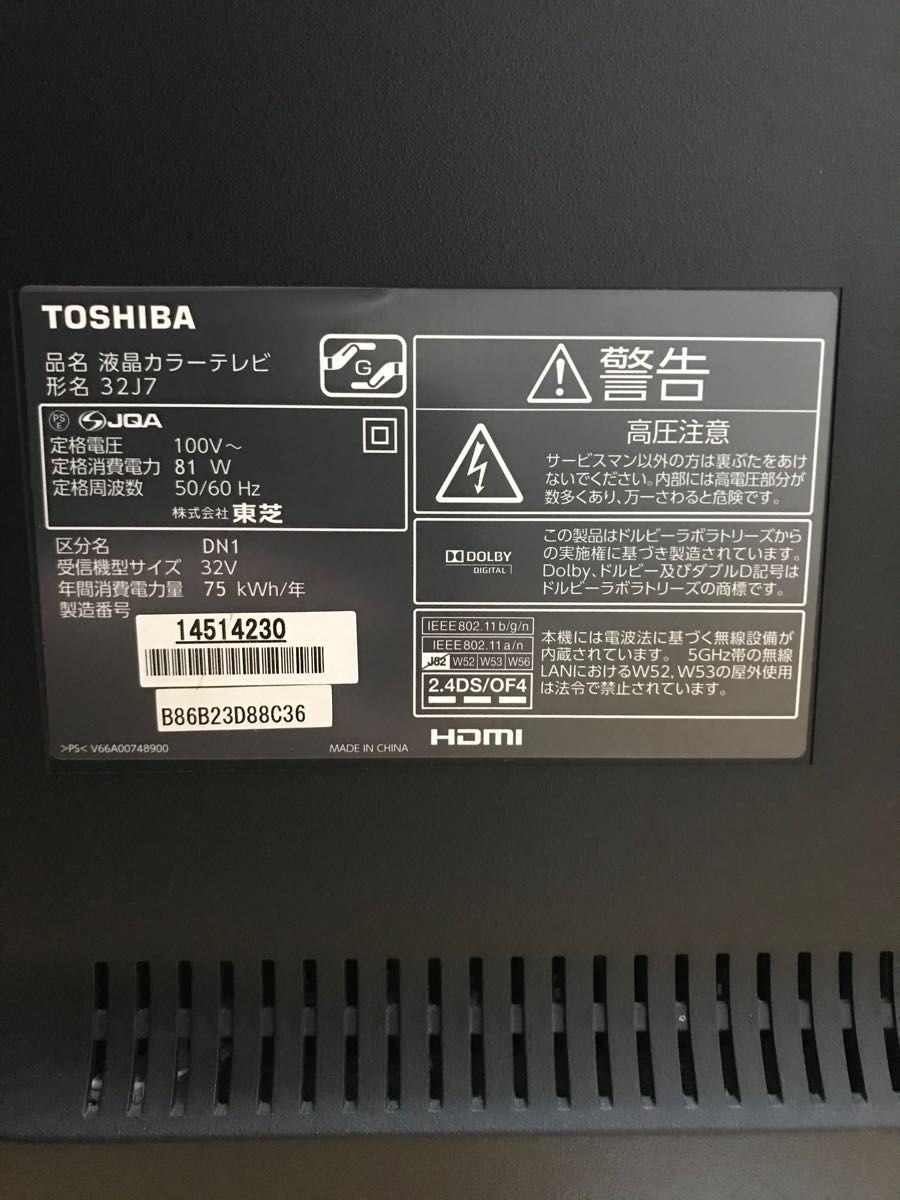 TOSHIBA
品名 液晶カラーテレビ
形名 32J7
G
PS
E
JQA
定格電圧 100V～
定格消費電力 81 W
定格周波数 50/60 Hz
株式会社 東芝
区分名 DN1
受信機型サイズ 32V
年間消費電力量 75 kWh/年
製造番号
14514230
B86B23D88C36
>PS< V66A00748900
MADE IN CHINA
警告
高圧注意
サービスマン以外の方は裏ぶたをあけ
ないでください。内部には高電圧部分が
数多くあり、万一さわると危険です。
DOLBY
DIGITAL
この製品はドルビーラボラトリーズから
の実施権に基づき製造されています。
Dolby、ドルビー及びダブルD記号は
ドルビーラボラトリーズの商標です。
IEEE802.11b/g/n
IEEE802.11a/n
J52 W52 W53 W56
2.4DS/OF4
本機には電波法に基づく無線設備が
内蔵されています。 5GHz帯の無線
LANにおけるW52、W53の屋外使用
は法令で禁止されています。
HDMI